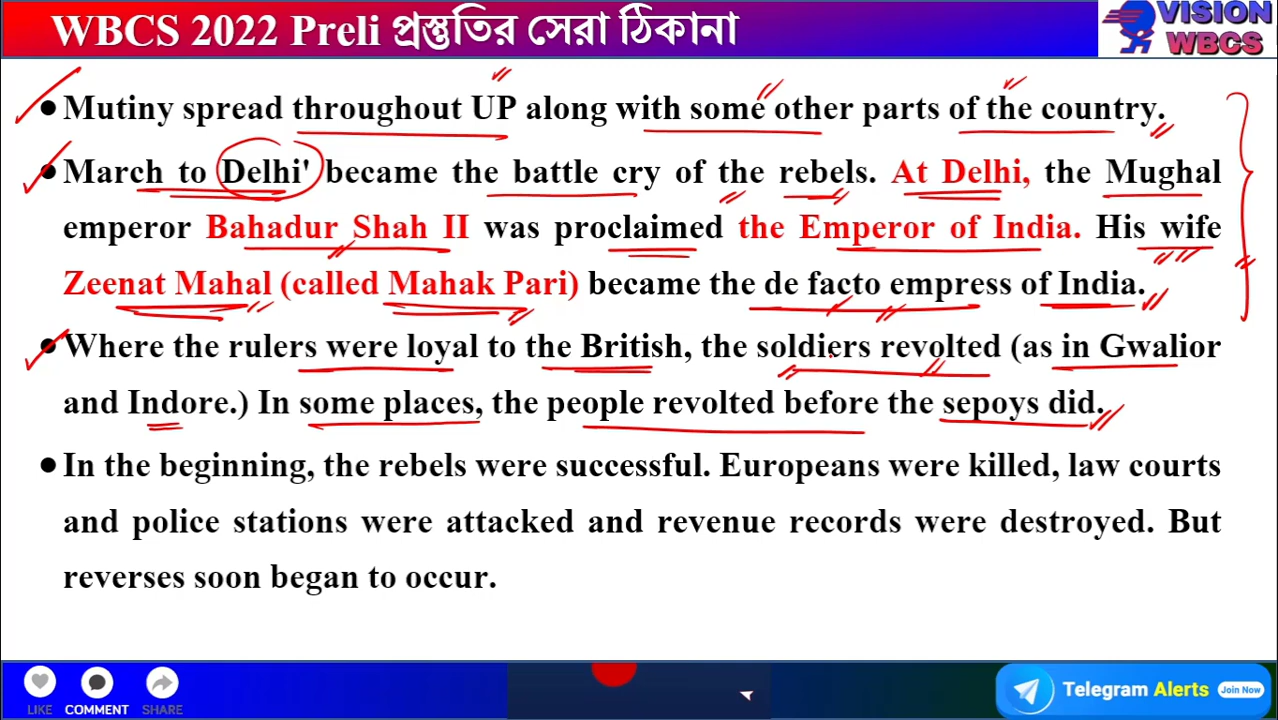 WBCS 2022 Preli প্রস্তুতির সেরা ঠিকানা
VISION
WBCS
● Mutiny spread throughout UP along with some other parts of the country.
● March to Delhi' became the battle cry of the rebels. At Delhi, the Mughal
emperor Bahadur Shah II was proclaimed the Emperor of India. His wife
Zeenat Mahal (called Mahak Pari) became the de facto empress of India.
● Where the rulers were loyal to the British, the soldiers revolted (as in Gwalior
and Indore.) In some places, the people revolted before the sepoys did.
● In the beginning, the rebels were successful. Europeans were killed, law courts
and police stations were attacked and revenue records were destroyed. But
reverses soon began to occur.
LIKE COMMENT SHARE
Telegram Alerts Join Now